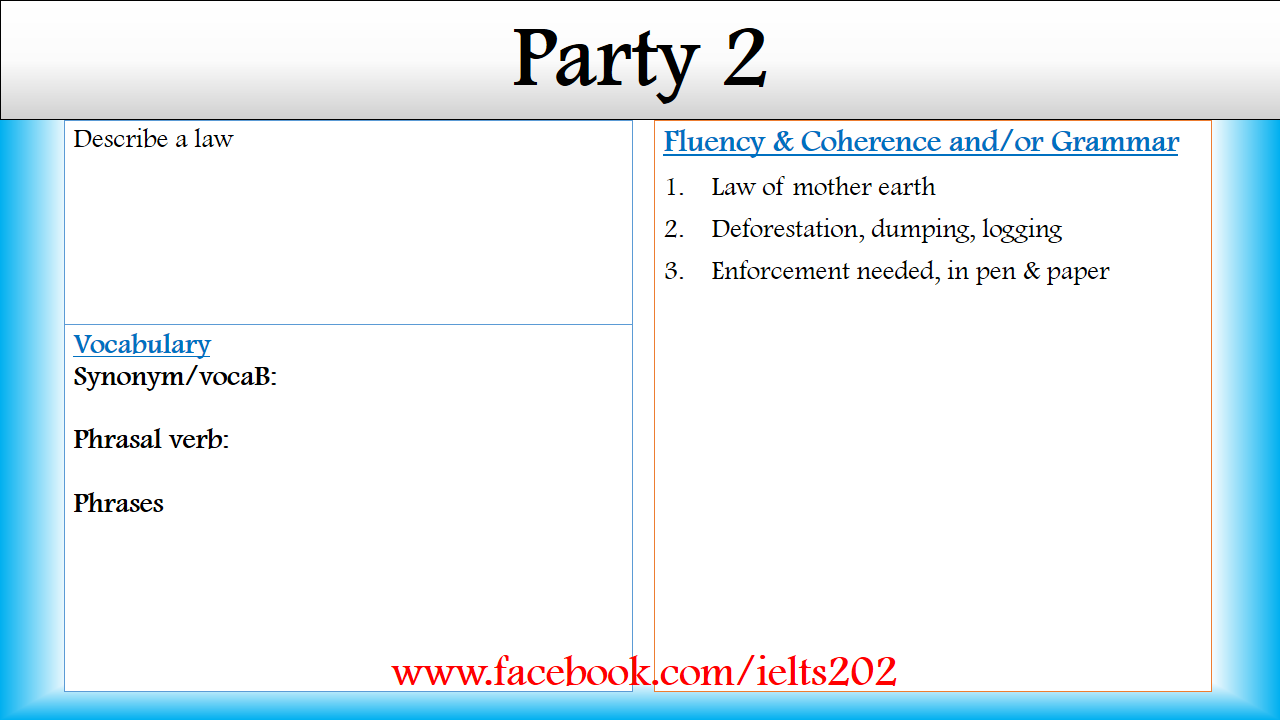 Party 2
Describe a law
Vocabulary
Synonym/vocaB:
Phrasal verb:
Phrases
Fluency & Coherence and/or Grammar
1. Law of mother earth
2. Deforestation, dumping, logging
3. Enforcement needed, in pen & paper
www.facebook.com/ielts202